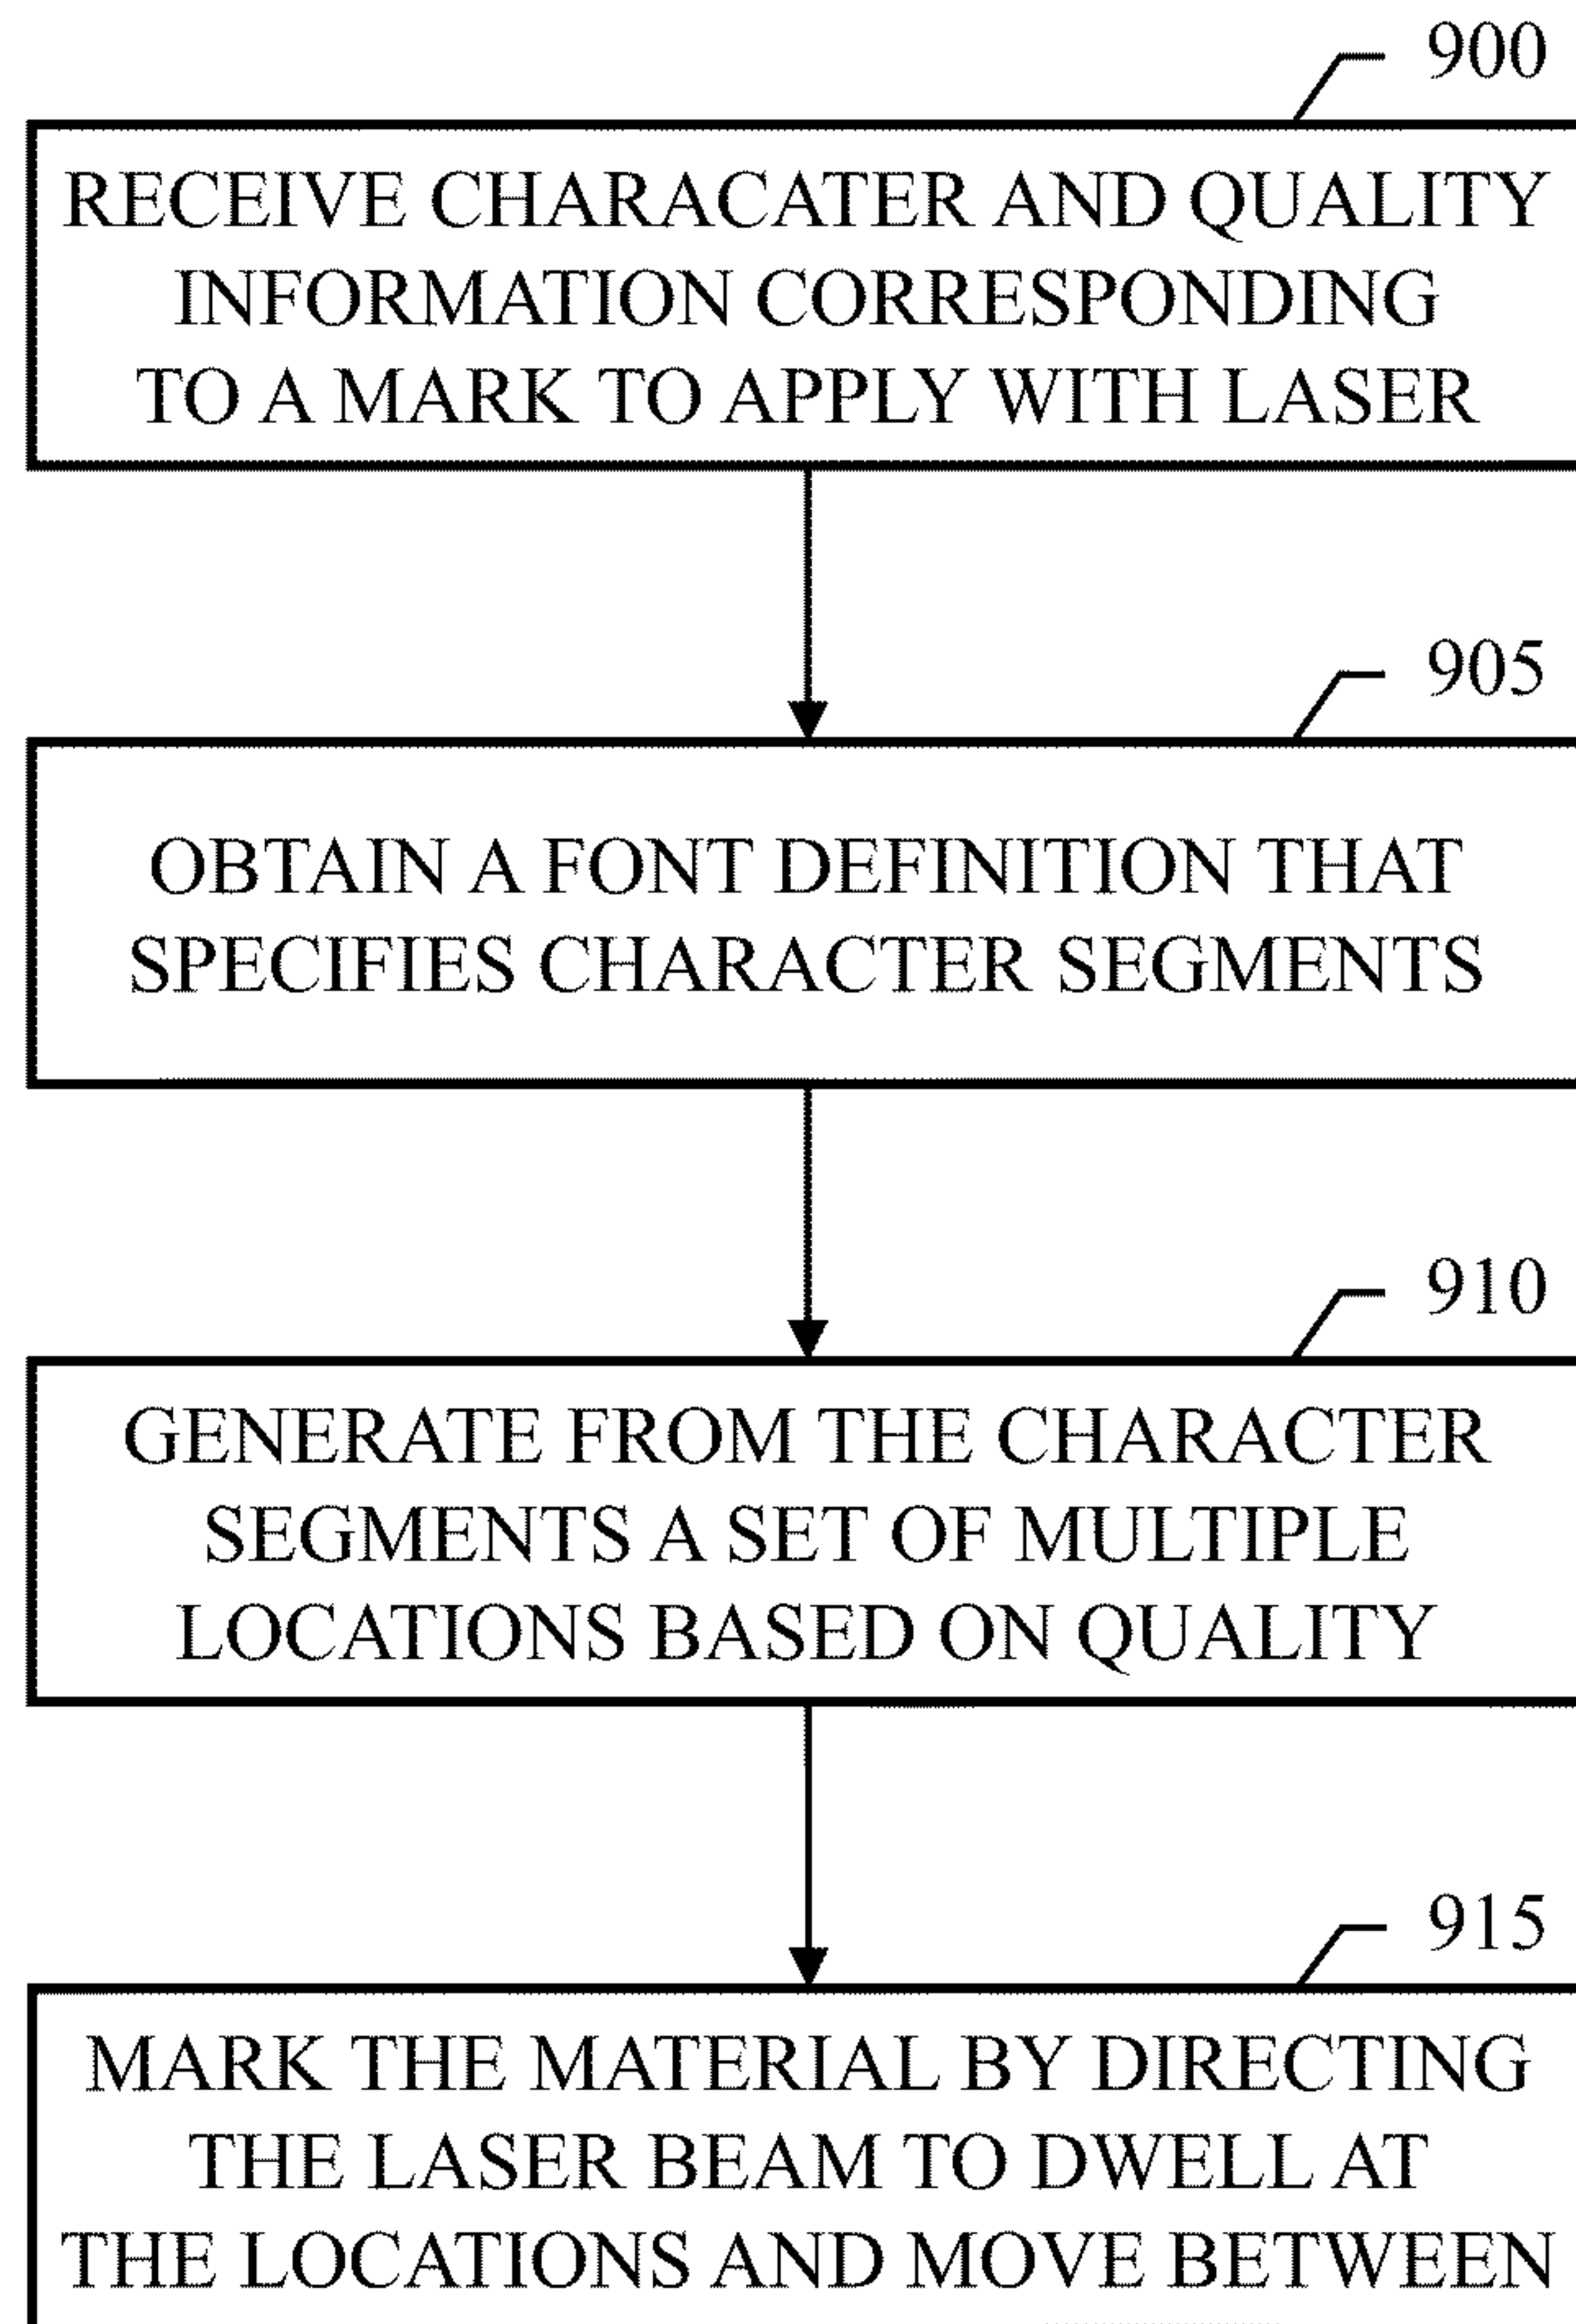 900
RECEIVE CHARACATER AND QUALITY
INFORMATION CORRESPONDING
TO A MARK TO APPLY WITH LASER
905
OBTAIN A FONT DEFINITION THAT
SPECIFIES CHARACTER SEGMENTS
910
GENERATE FROM THE CHARACTER
SEGMENTS A SET OF MULTIPLE
LOCATIONS BASED ON QUALITY
915
MARK THE MATERIAL BY DIRECTING
THE LASER BEAM TO DWELL AT
THE LOCATIONS AND MOVE BETWEEN